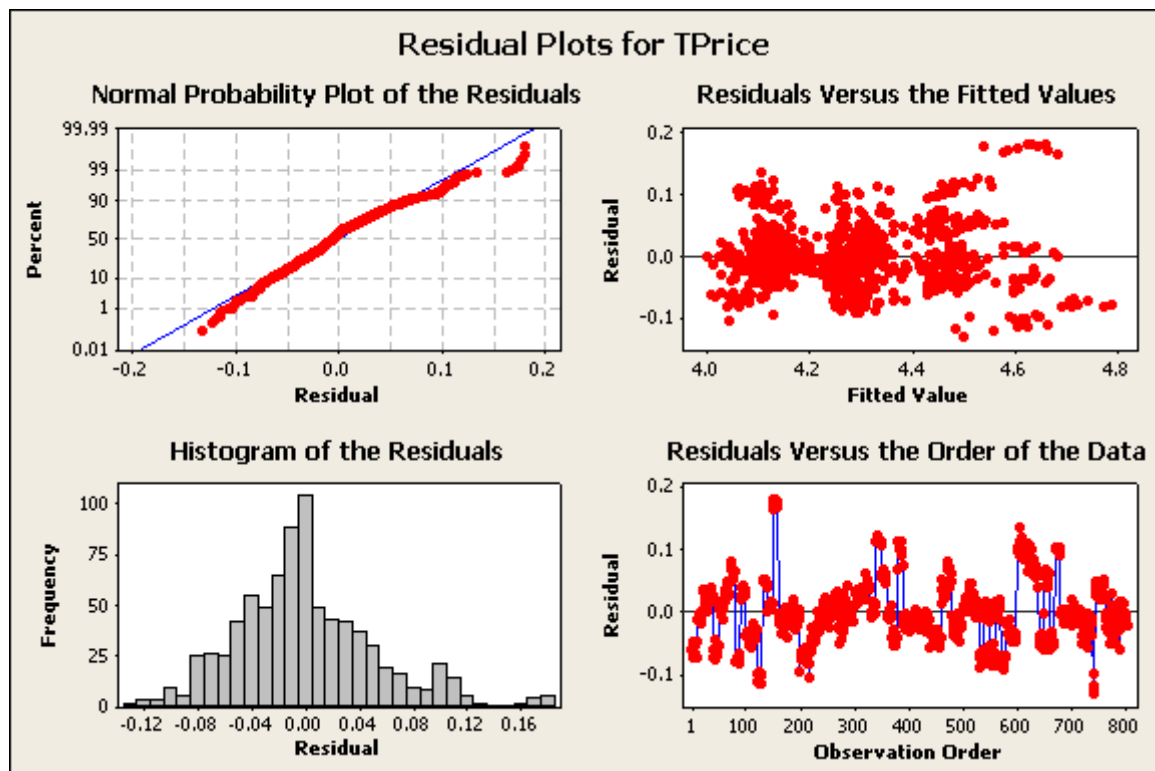 Residual Plots for TPrice
Normal Probability Plot of the Residuals
99.99
99
90
50
10
1
0.01
Percent
-0.2 -0.1 0.0 0.1 0.2
Residual
Residuals Versus the Fitted Values
0.2
0.1
0.0
-0.1
Residual
4.0 4.2 4.4 4.6 4.8
Fitted Value
Histogram of the Residuals
100
75
50
25
0
Frequency
-0.12 -0.08 -0.04 0.00 0.04 0.08 0.12 0.16
Residual
Residuals Versus the Order of the Data
0.2
0.1
0.0
-0.1
Residual
1 100 200 300 400 500 600 700 800
Observation Order